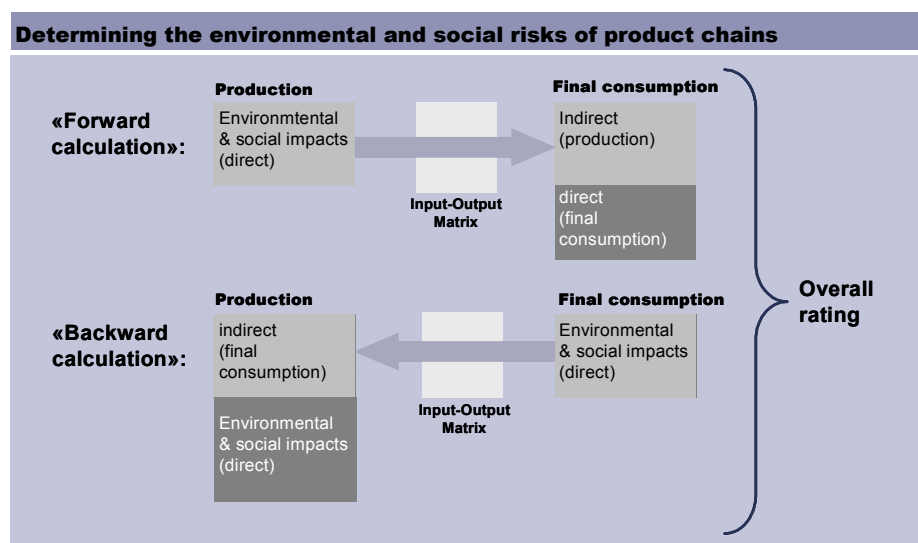 Determining the environmental and social risks of product chains
Production
Final consumption
«Forward
calculation»:
Environmtental
& social impacts
(direct)
Indirect
(production)
Input-Output
Matrix
direct
(final
consumption)
Overall
rating
Production
Final consumption
«Backward
calculation»:
indirect
(final
consumption)
Environmental
& social impacts
(direct)
Input-Output
Matrix
Environmental
& social impacts
(direct)